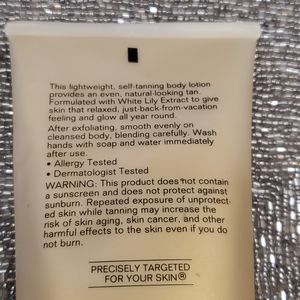 This lightweight, self-tanning body lotion
provides an even, natural-looking tan.
Formulated with White Lily Extract to give
skin that relaxed, just-back-from-vacation
feeling and glow all year round.
After exfoliating, smooth evenly on
cleansed body, blending carefully. Wash
hands with soap and water immediately
after use.
• Allergy Tested
• Dermatologist Tested
WARNING: This product does not contain
a sunscreen and does not protect against
sunburn. Repeated exposure of unprotect-
ed skin while tanning may increase the
risk of skin aging, skin cancer, and other
harmful effects to the skin even if you do
not burn.
PRECISELY TARGETED
FOR YOUR SKIN®